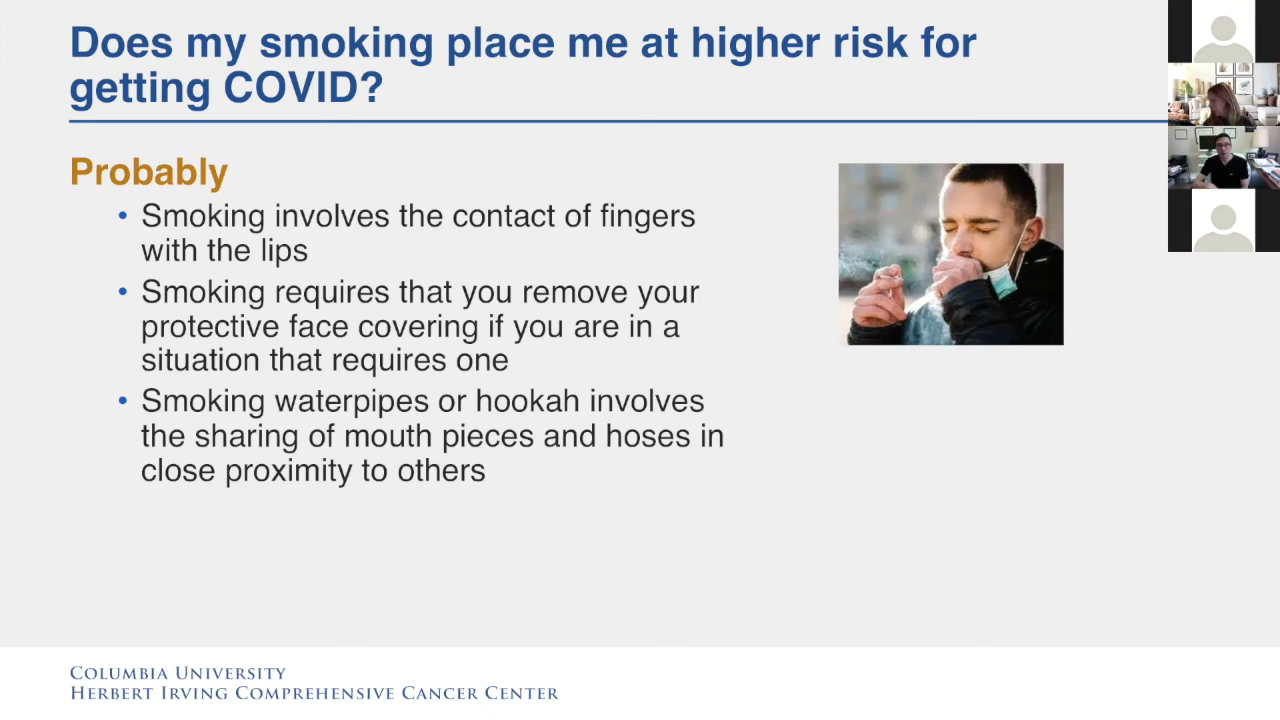 Does my smoking place me at higher risk for
getting COVID?
Probably
• Smoking involves the contact of fingers
with the lips
• Smoking requires that you remove your
protective face covering if you are in a
situation that requires one
• Smoking waterpipes or hookah involves
the sharing of mouth pieces and hoses in
close proximity to others
COLUMBIA UNIVERSITY
HERBERT IRVING COMPREHENSIVE CANCER CENTER